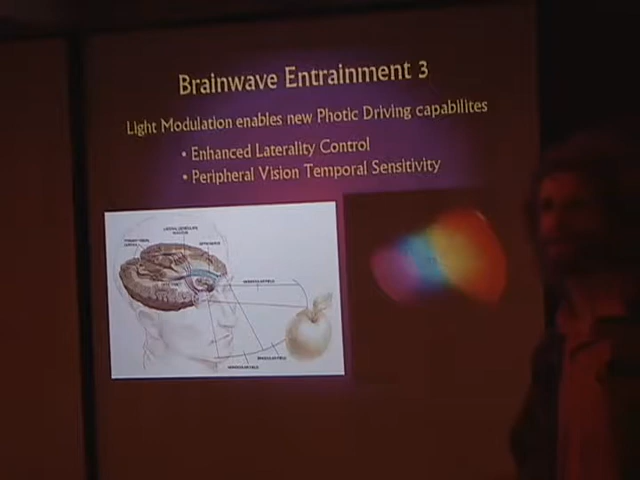 Brainwave Entrainment 3
Light Modulation enables new Photic Driving capabilites
• Enhanced Laterality Control
• Peripheral Vision Temporal Sensitivity